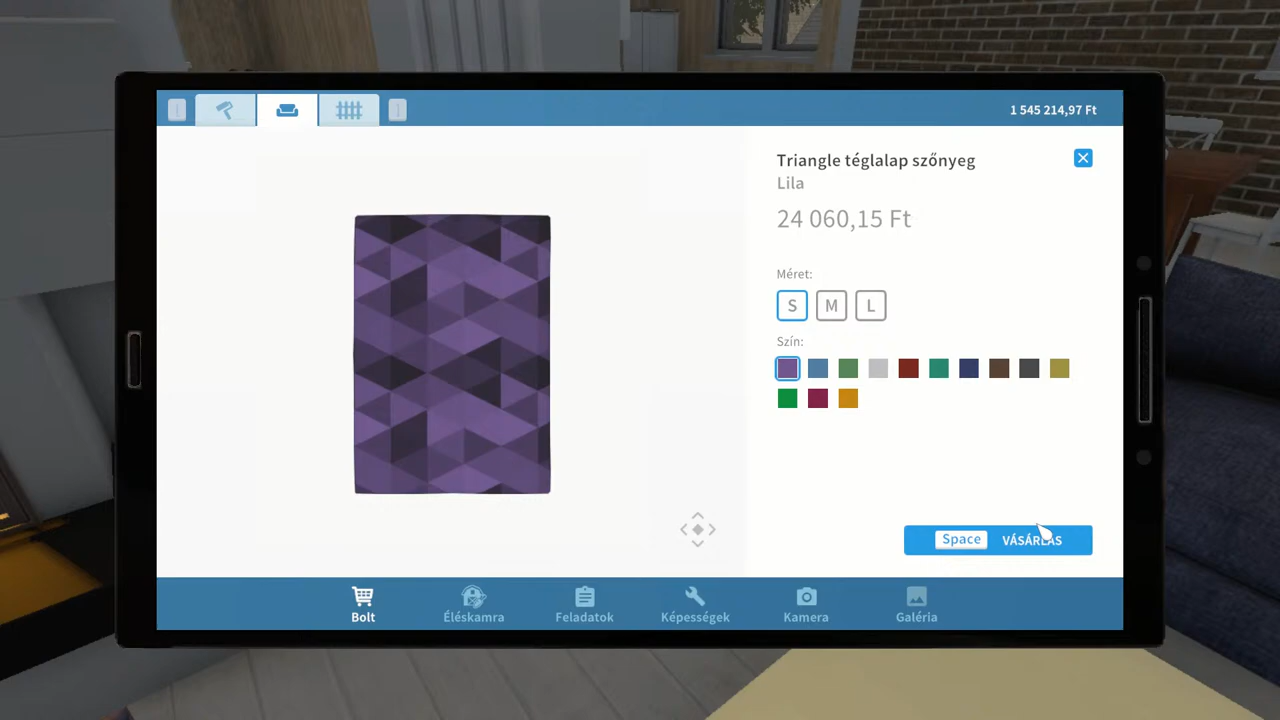 1 545 214,97 Ft
Triangle téglalap szőnyeg
Lila
24 060,15 Ft
Méret:
S M L
Szín:
Space VÁSÁRLÁS
Bolt Éléskamra Feladatok Képességek Kamera Galéria